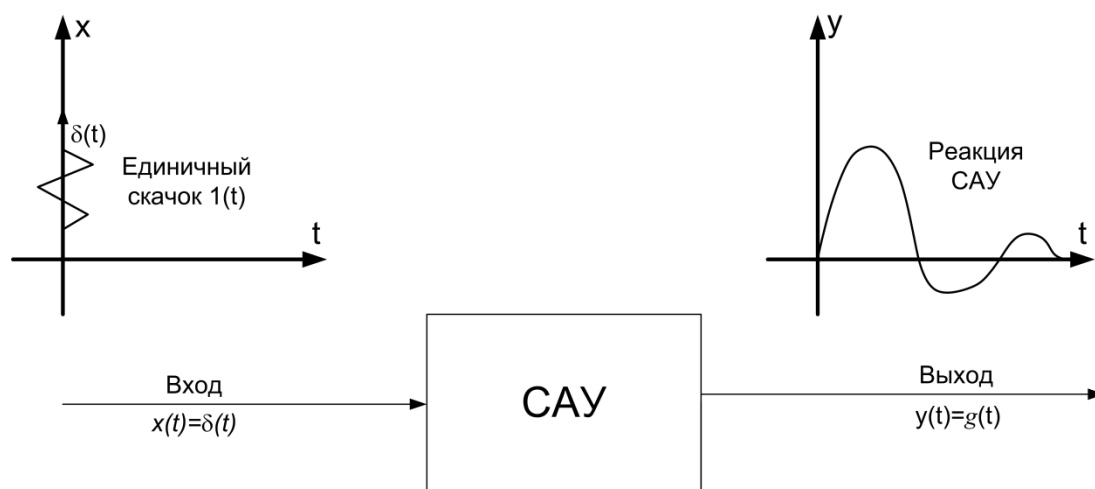 x
δ(t)
Единичный
скачок 1(t)
t
y
Реакция
САУ
t
Вход
x(t)=δ(t)
САУ
Выход
y(t)=g(t)